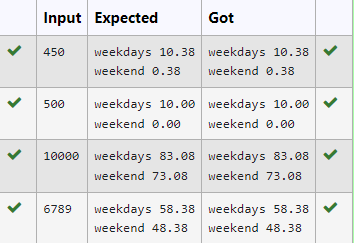 Input Expected Got
450 weekdays 10.38 weekdays 10.38
weekend 0.38 weekend 0.38
500 weekdays 10.00 weekdays 10.00
weekend 0.00 weekend 0.00
10000 weekdays 83.08 weekdays 83.08
weekend 73.08 weekend 73.08
6789 weekdays 58.38 weekdays 58.38
weekend 48.38 weekend 48.38